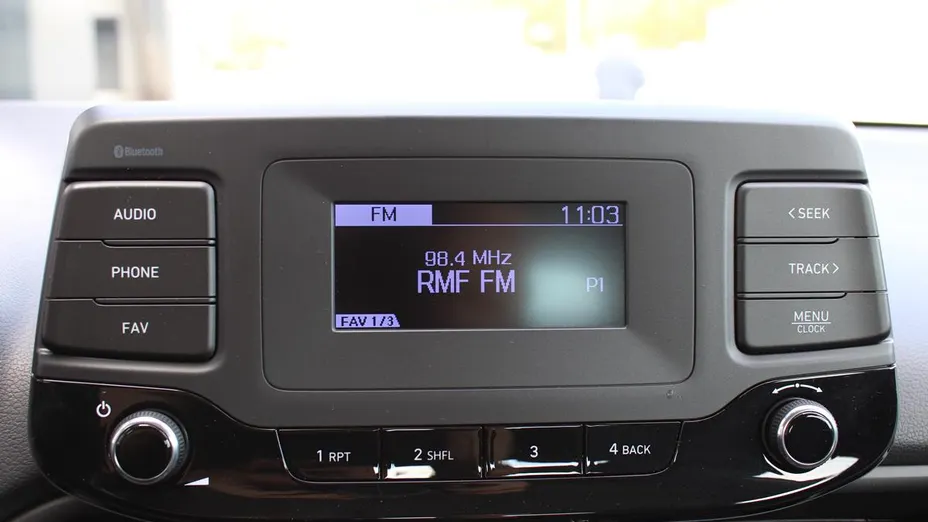 Bluetooth
AUDIO
PHONE
FAV
FM 11:03
98.4 MHz
RMF FM
P1
FAV 1/3
< SEEK
TRACK >
MENU
CLOCK
1 RPT
2 SHFL
3
4 BACK